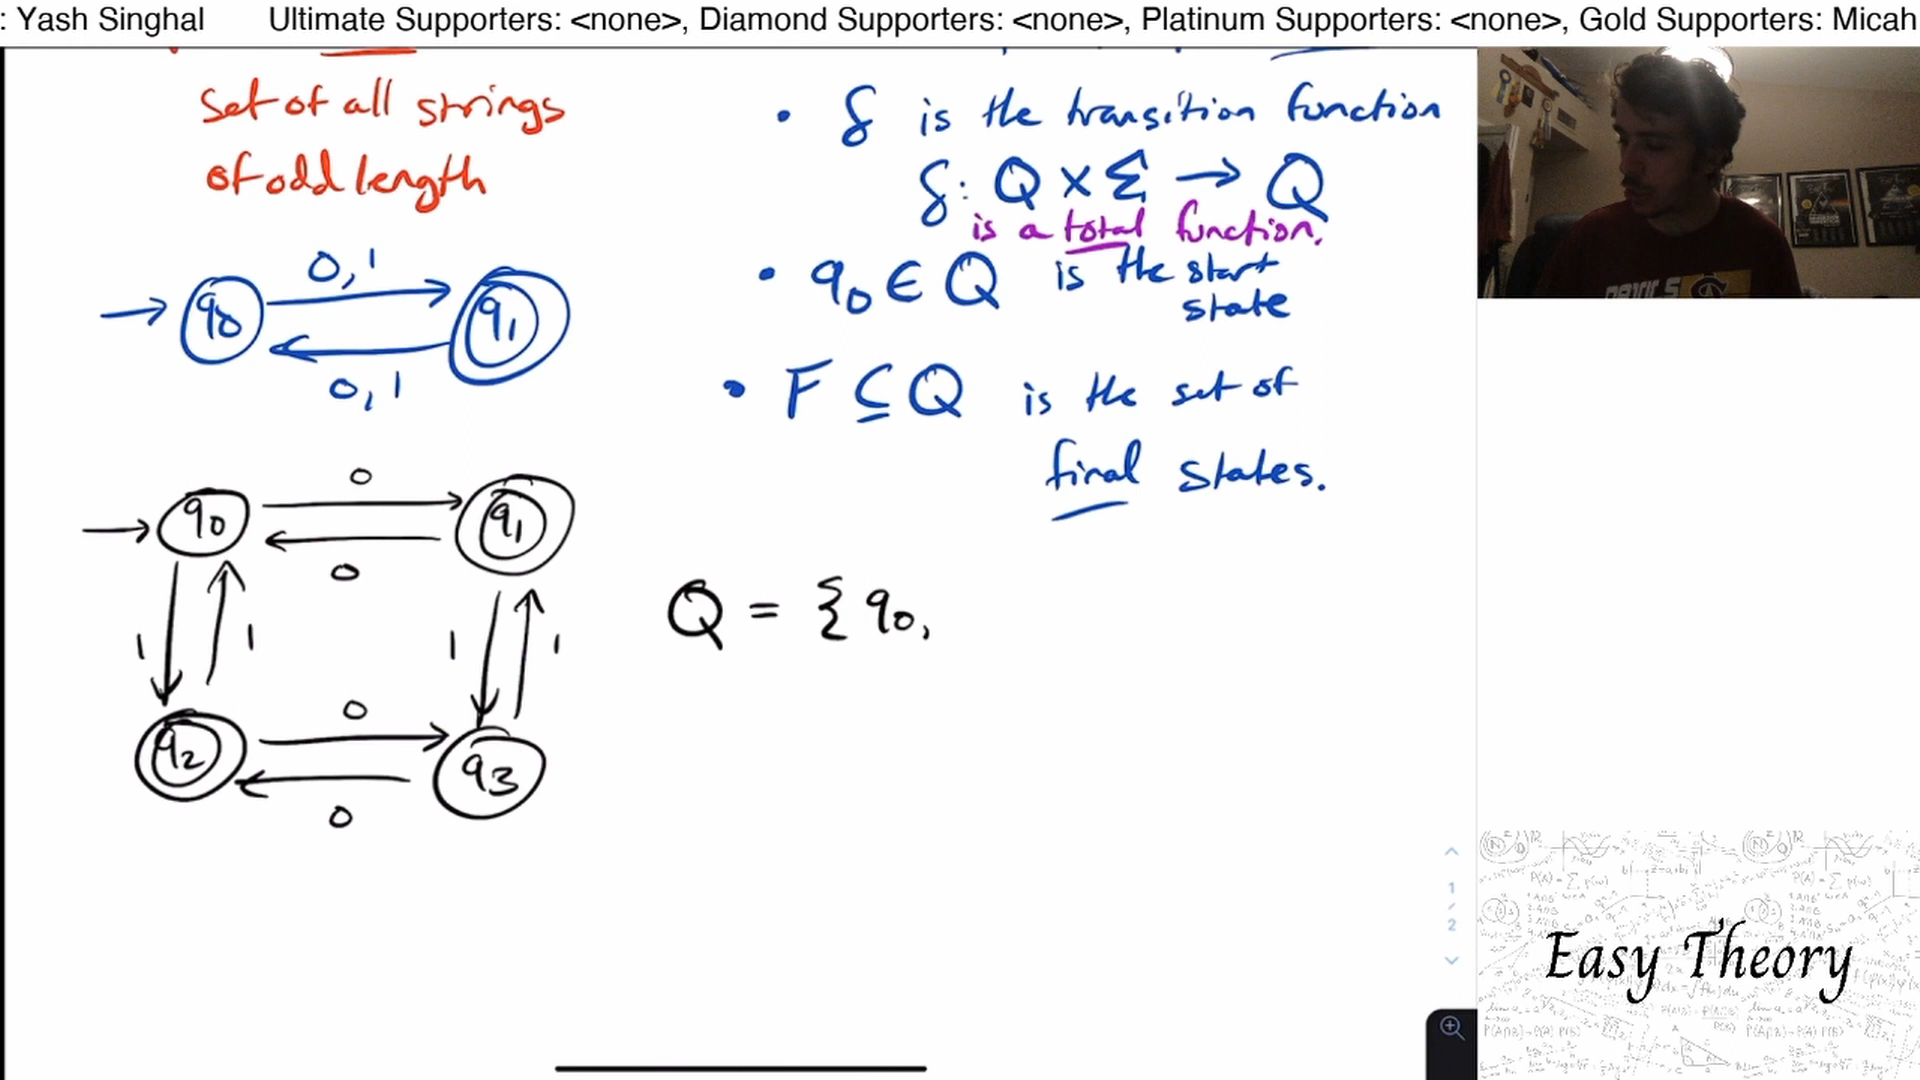 : Yash Singhal Ultimate Supporters: <none>, Diamond Supporters: <none>, Platinum Supporters: <none>, Gold Supporters: Micah
set of all strings
of odd length
0,1
q0
q1
0,1
• δ is the transition function
δ: Q × Σ → Q
is a total function.
• q0 ∈ Q is the start
state
• F ⊆ Q is the set of
final states.
0
q0
q1
0
1
1
1
1
0
q2
q3
0
Q = { q0,
1
2
Easy Theory